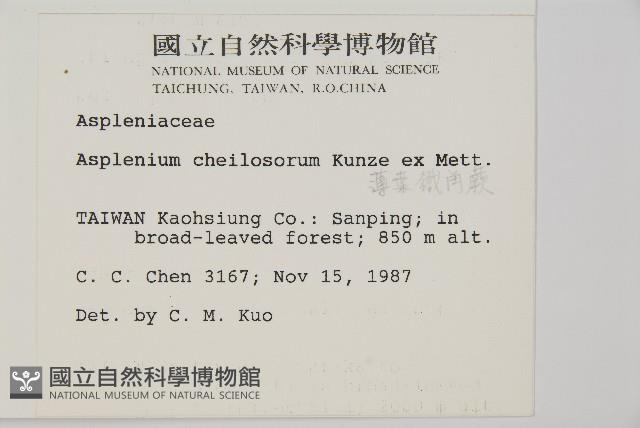 國立自然科學博物館
NATIONAL MUSEUM OF NATURAL SCIENCE
TAICHUNG, TAIWAN, R.O.CHINA
Aspleniaceae
Asplenium cheilosorum Kunze ex Mett.
薄葉鐵角蕨
TAIWAN Kaohsiung Co.: Sanping; in
broad-leaved forest; 850 m alt.
C. C. Chen 3167; Nov 15, 1987
Det. by C. M. Kuo
國立自然科學博物館
NATIONAL MUSEUM OF NATURAL SCIENCE